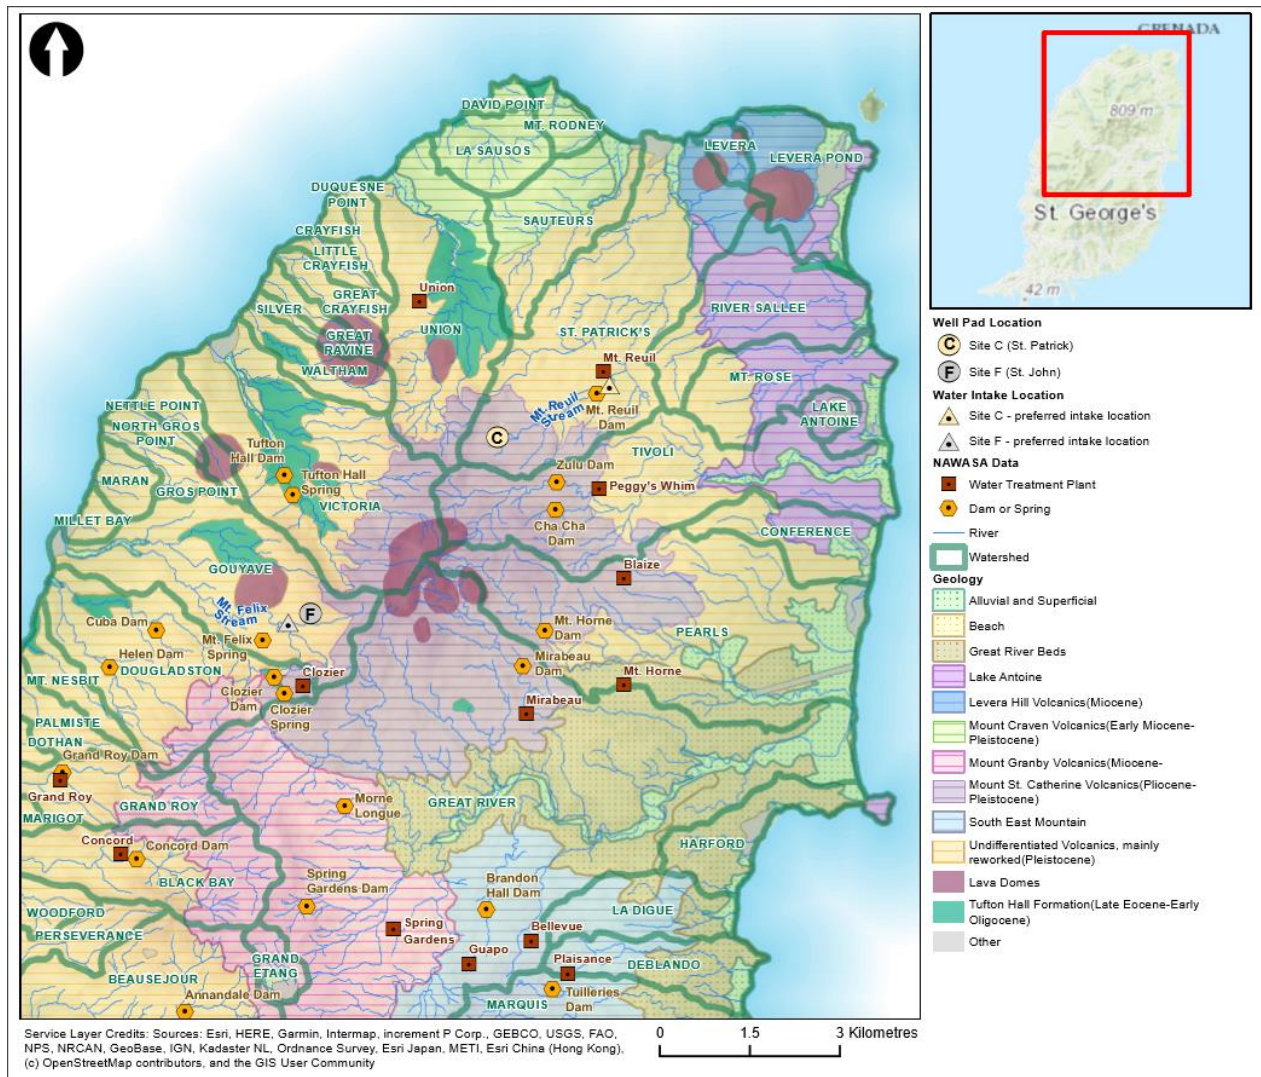 GRENADA
809 m
St. George's
42 m
DAVID POINT
MT. RODNEY
LA SAUSOS
LEVERA
LEVERA POND
DUQUESNE
POINT
SAUTEURS
CRAYFISH
LITTLE
CRAYFISH
GREAT
CRAYFISH
Union
SILVER
RIVER SALLEE
UNION
ST. PATRICK'S
GREAT
RAVINE
WALTHAM
Mt. Reuil
MT. ROSE
Mt. Reuil
Stream
Mt. Reuil
Dam
NETTLE POINT
NORTH GROS
POINT
LAKE
ANTOINE
C
Tufton
Hall Dam
TIVOLI
Zulu Dam
MARAN
Tufton Hall
Spring
GROS POINT
Peggy's Whim
VICTORIA
MILLET BAY
Cha Cha
Dam
CONFERENCE
GOUYAVE
Blaize
Mt. Felix
Stream
F
Cuba Dam
Mt. Horne
Dam
PEARLS
Mt. Felix
Spring
Helen Dam
DOUGLADSTON
Mirabeau
Dam
Clozier
Mt. Horne
MT. NESBIT
Clozier
Dam
Clozier
Spring
Mirabeau
PALMISTE
DOTHAN
Grand Roy Dam
Grand Roy
GRAND ROY
Morne
Longue
GREAT RIVER
MARIGOT
Concord
Concord Dam
HARFORD
BLACK BAY
Spring
Gardens Dam
Brandon
Hall Dam
WOODFORD
LA DIGUE
PERSEVERANCE
Spring
Gardens
Bellevue
Guapo
GRAND
ETANG
Plaisance
DEBLANDO
BEAUSEJOUR
Annandale Dam
MARQUIS
Tuilleries
Dam
Well Pad Location
C Site C (St. Patrick)
F Site F (St. John)
Water Intake Location
Site C - preferred intake location
Site F - preferred intake location
NAWASA Data
Water Treatment Plant
Dam or Spring
River
Watershed
Geology
Alluvial and Superficial
Beach
Great River Beds
Lake Antoine
Levera Hill Volcanics(Miocene)
Mount Craven Volcanics(Early Miocene-
Pleistocene)
Mount Granby Volcanics(Miocene-
Mount St. Catherine Volcanics(Pliocene-
Pleistocene)
South East Mountain
Undifferentiated Volcanics, mainly
reworked(Pleistocene)
Lava Domes
Tufton Hall Formation(Late Eocene-Early
Oligocene)
Other
Service Layer Credits: Sources: Esri, HERE, Garmin, Intermap, increment P Corp., GEBCO, USGS, FAO,
NPS, NRCAN, GeoBase, IGN, Kadaster NL, Ordnance Survey, Esri Japan, METI, Esri China (Hong Kong),
(c) OpenStreetMap contributors, and the GIS User Community
0 1.5 3 Kilometres